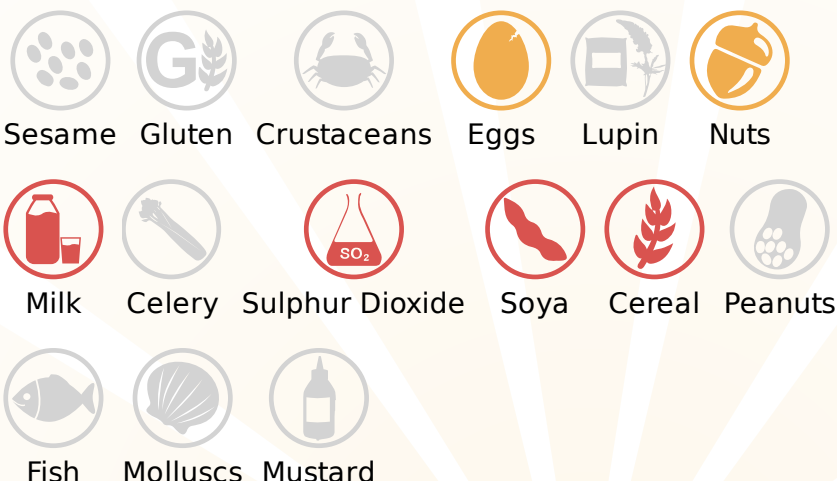 G
Sesame Gluten Crustaceans Eggs Lupin Nuts
SO₂
Milk Celery Sulphur Dioxide Soya Cereal Peanuts
Fish Molluscs Mustard